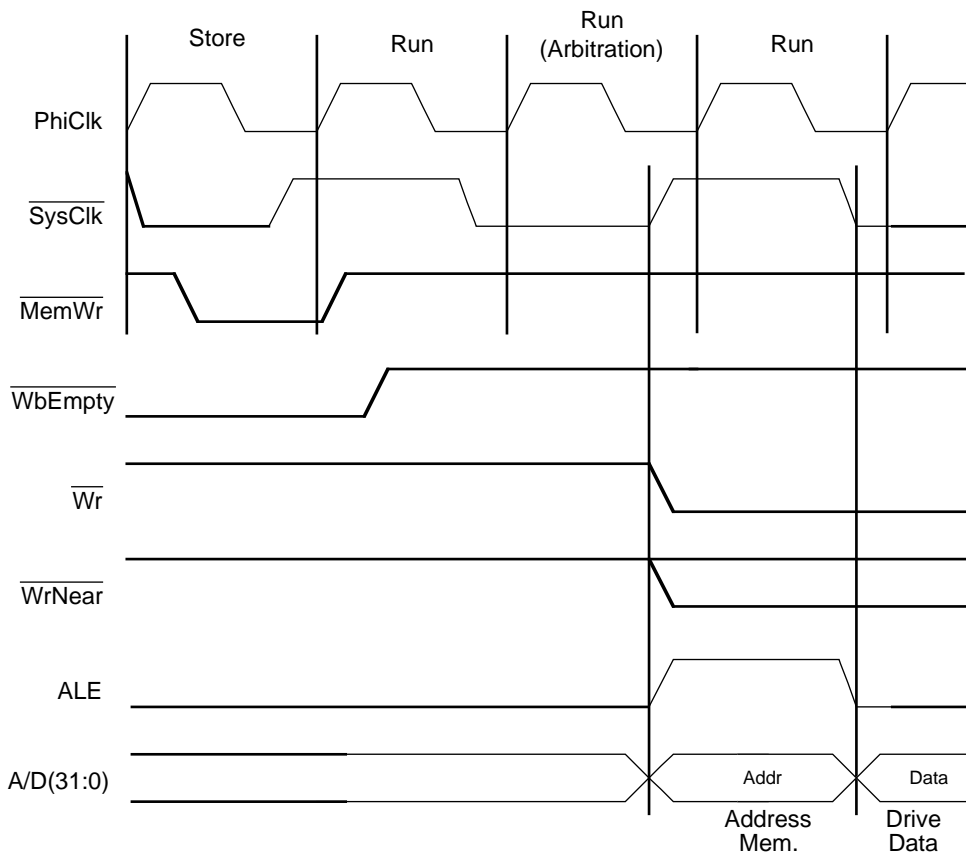 Store
Run
Run
(Arbitration)
Run
PhiClk
SysClk
MemWr
WbEmpty
Wr
WrNear
ALE
A/D(31:0)
Addr
Data
Address
Mem.
Drive
Data